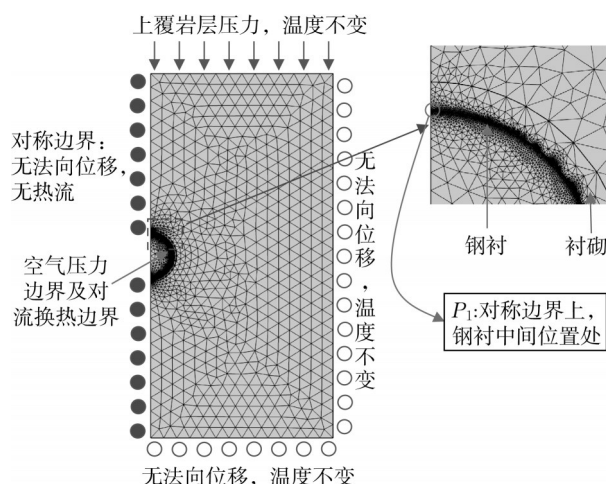 上覆岩层压力，温度不变
对称边界：
无法向位移，
无热流
空气压力
边界及对
流换热边界
无法向位移，温度不变
无法向位移，温度不变
钢衬
衬砌
P₁:对称边界上，
钢衬中间位置处